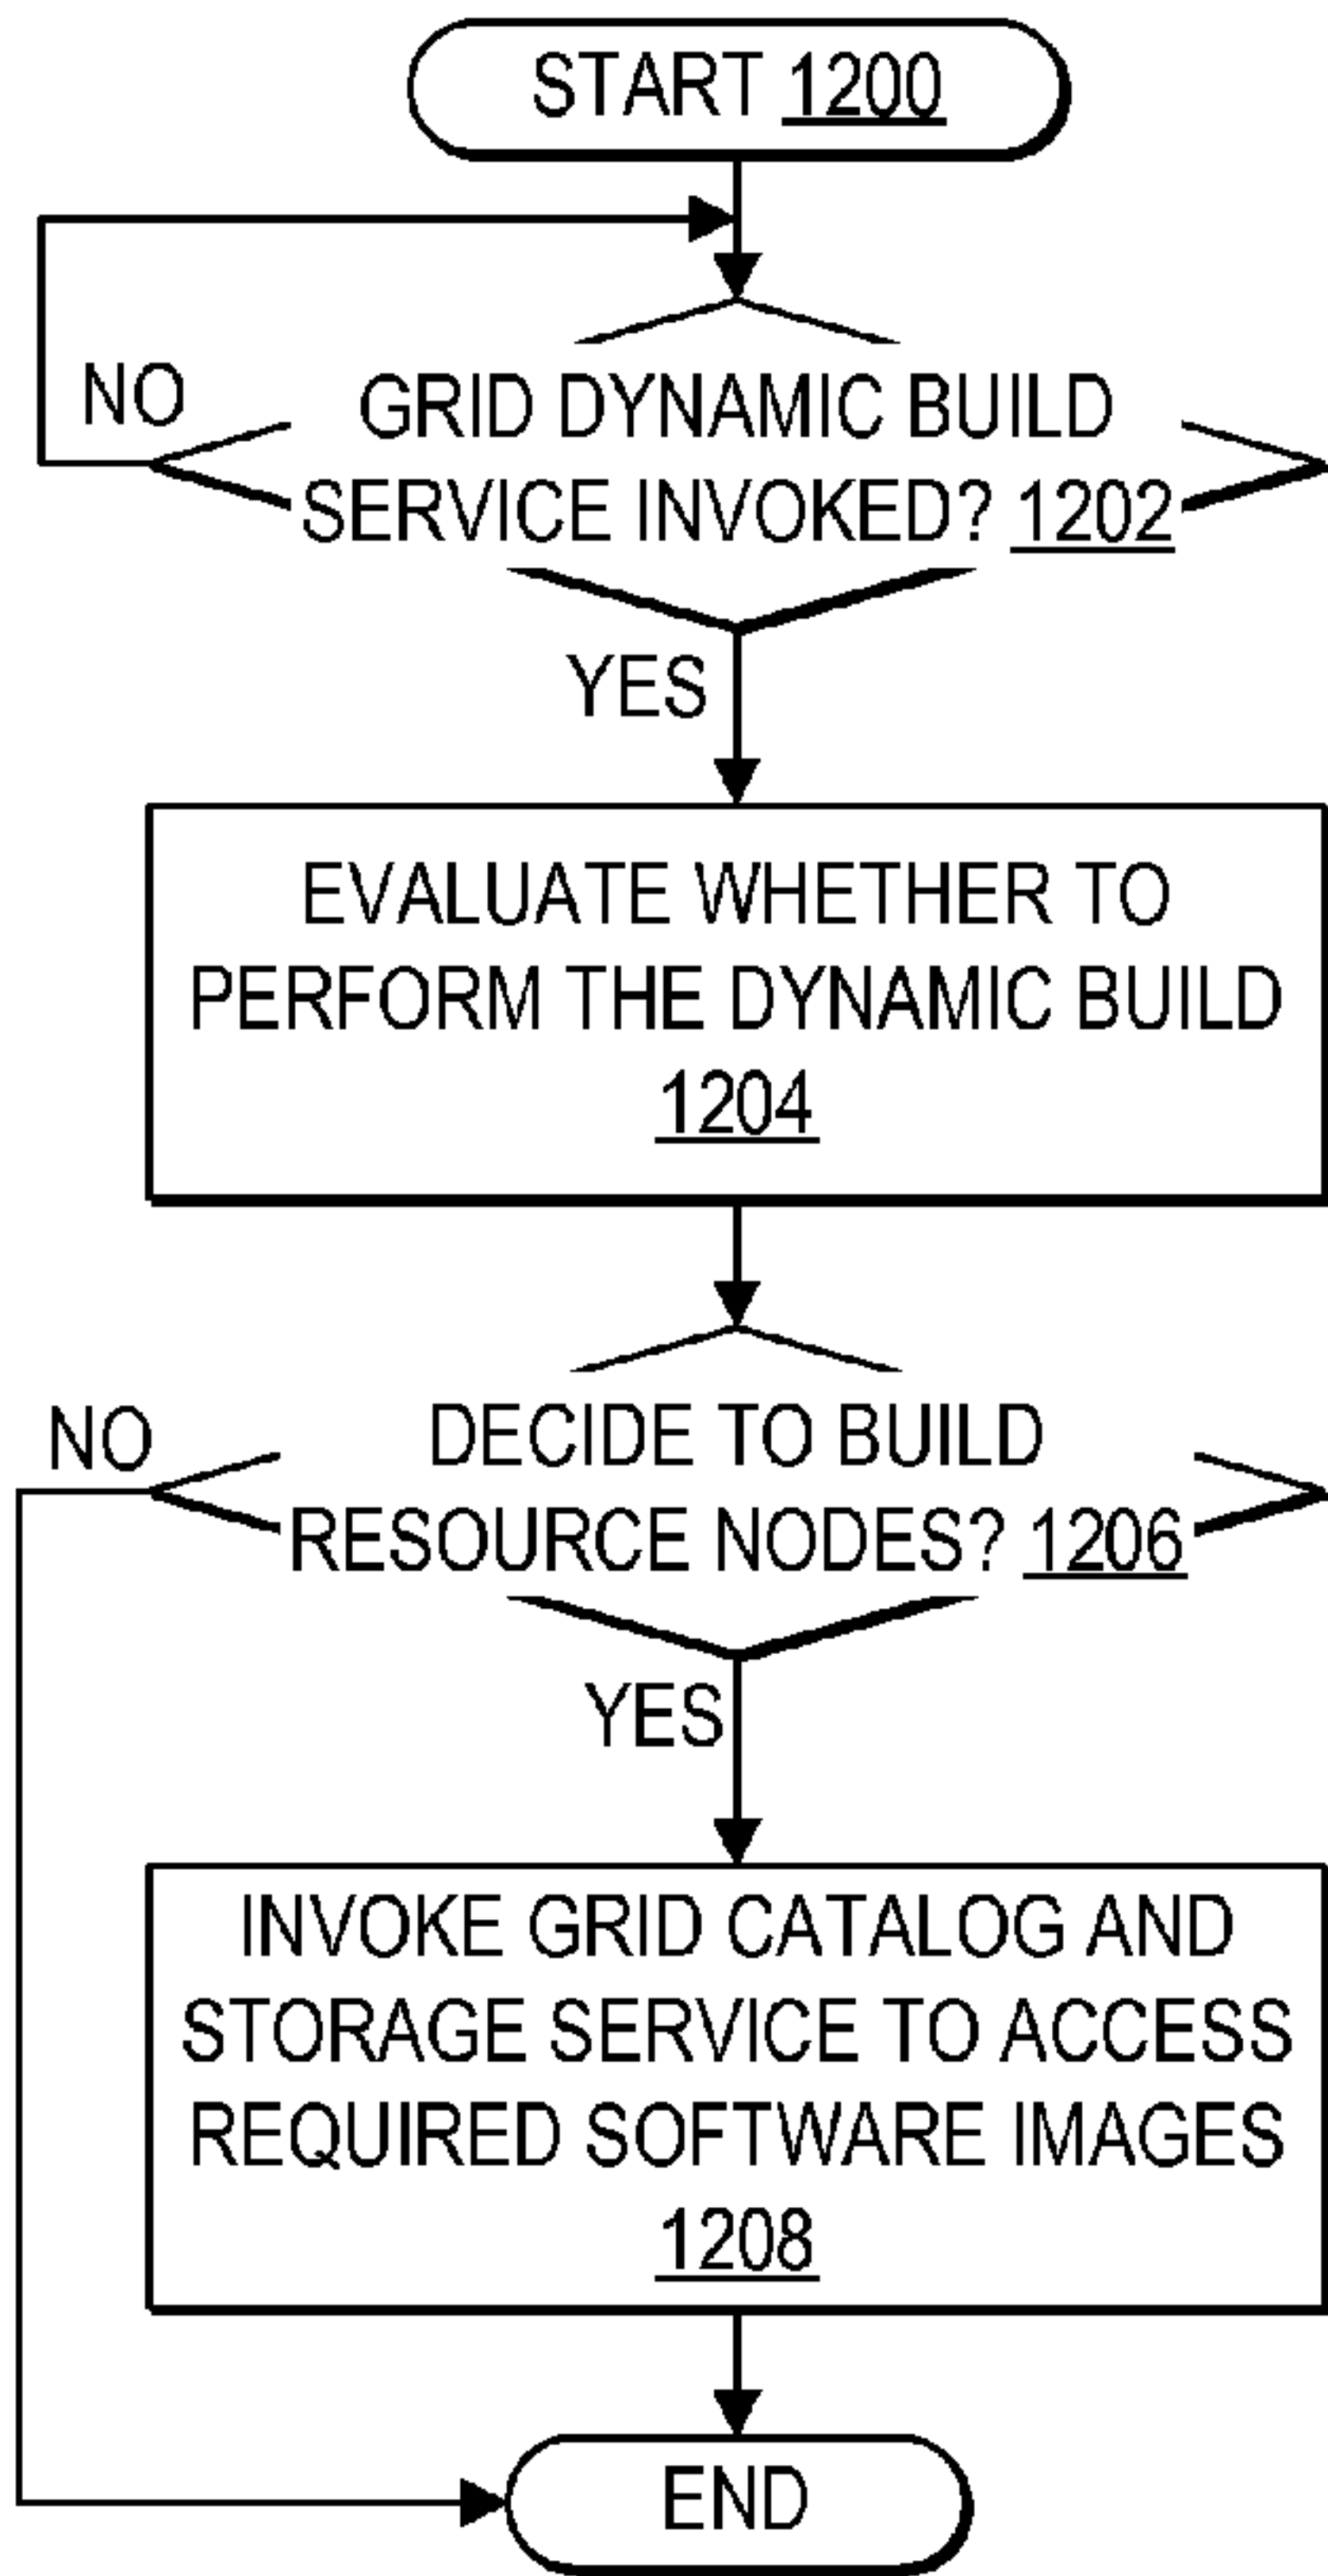 START 1200
NO
GRID DYNAMIC BUILD
SERVICE INVOKED? 1202
YES
EVALUATE WHETHER TO
PERFORM THE DYNAMIC BUILD
1204
NO
DECIDE TO BUILD
RESOURCE NODES? 1206
YES
INVOKE GRID CATALOG AND
STORAGE SERVICE TO ACCESS
REQUIRED SOFTWARE IMAGES
1208
END